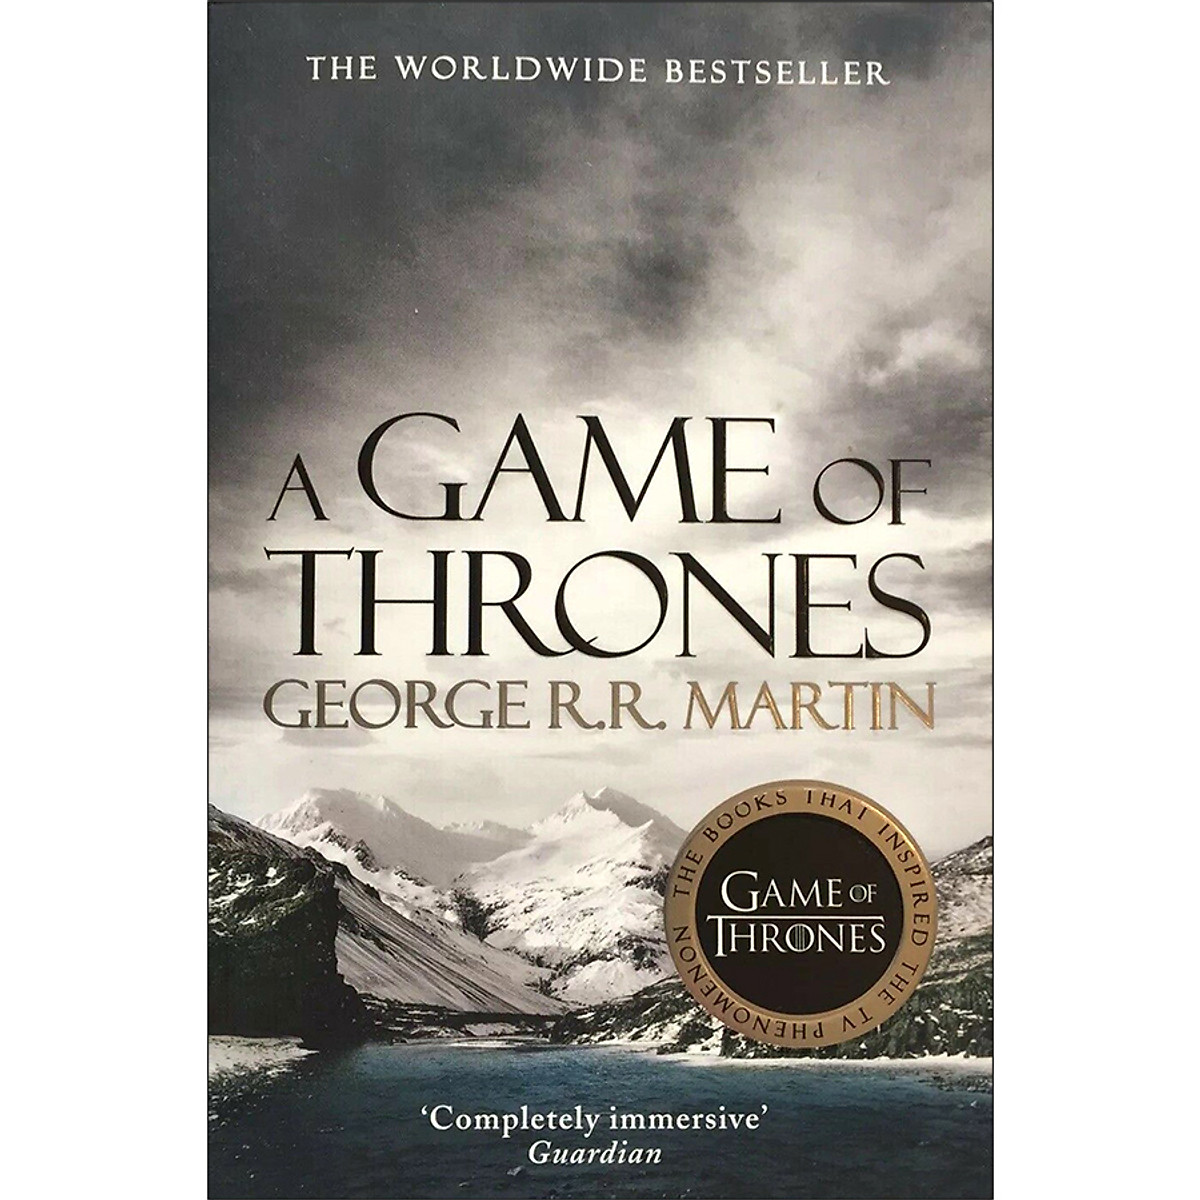 THE WORLDWIDE BESTSELLER
A GAME OF
THRONES
GEORGE R.R. MARTIN
THE BOOKS THAT INSPIRED THE TV PHENOMENON
GAME OF
THRONES
‘Completely immersive’
Guardian